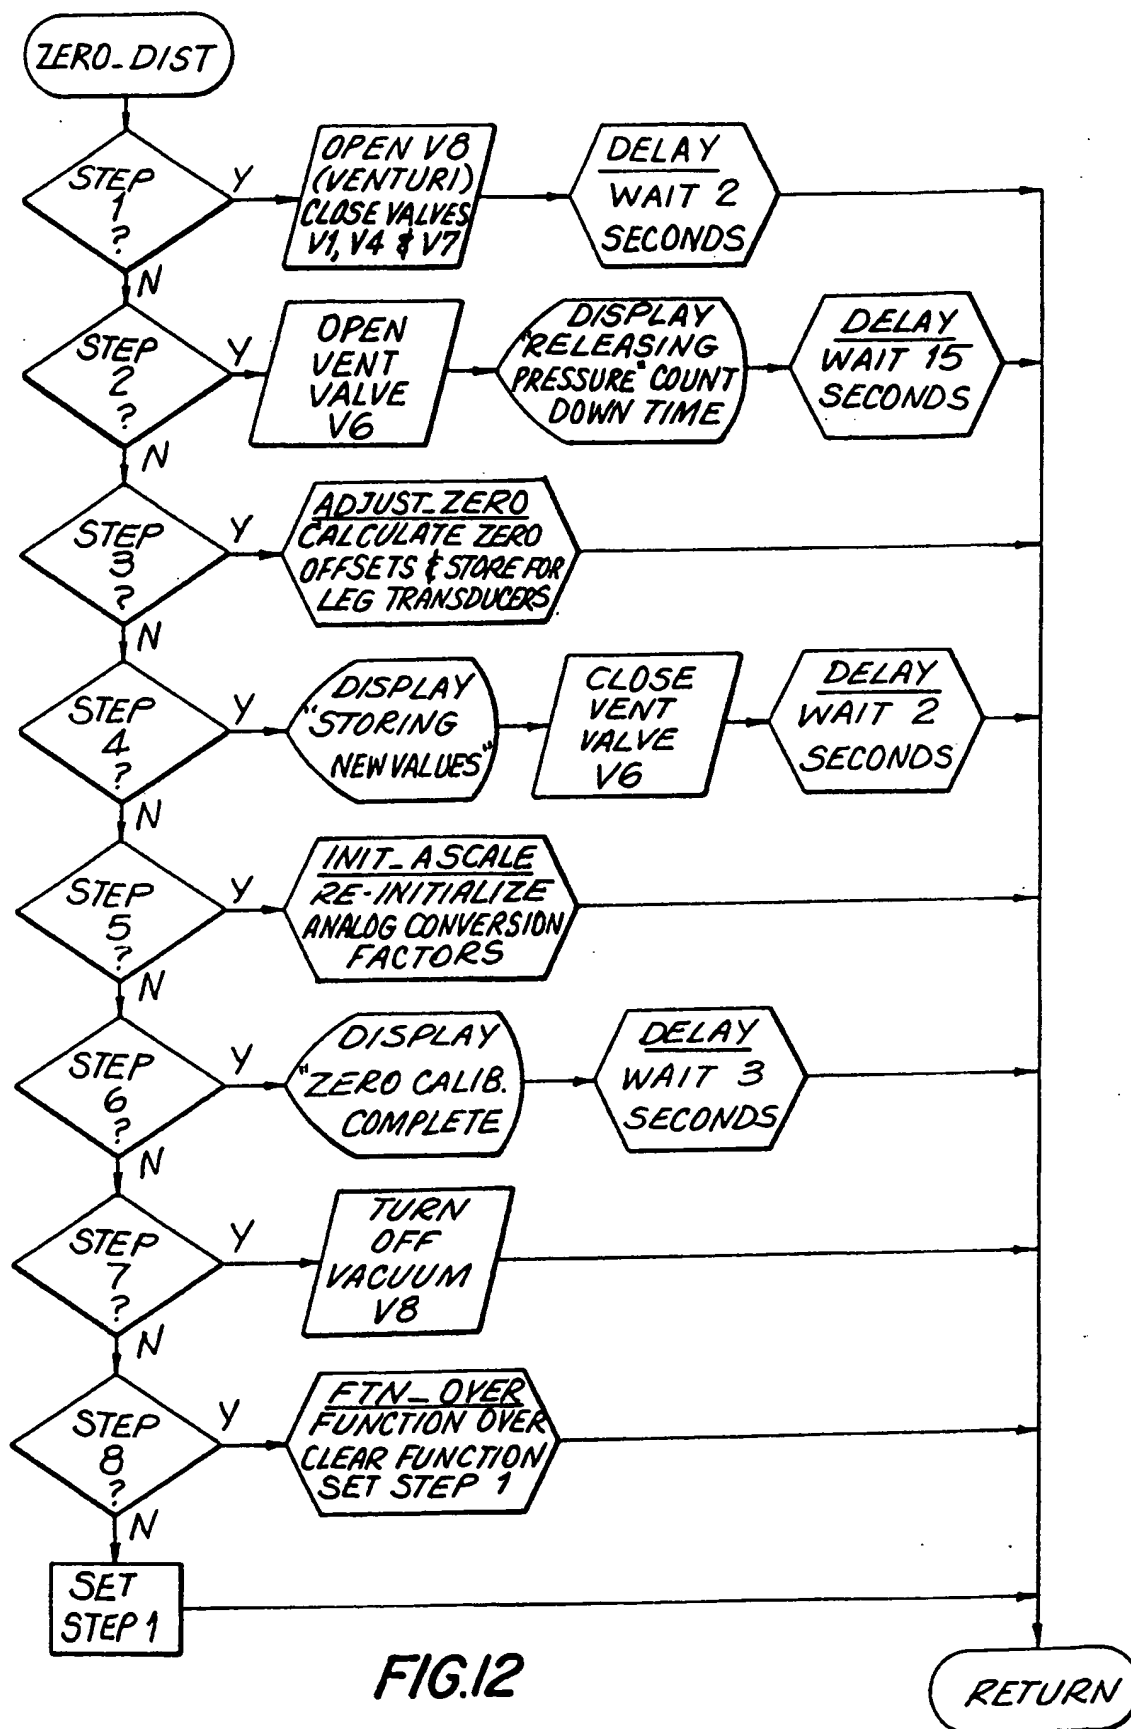 ZERO_DIST
STEP
1
?
Y
OPEN V8
(VENTURI)
CLOSE VALVES
V1, V4 & V7
DELAY
WAIT 2
SECONDS
N
STEP
2
?
Y
OPEN
VENT
VALVE
V6
DISPLAY
"RELEASING
PRESSURE" COUNT
DOWN TIME
DELAY
WAIT 15
SECONDS
N
STEP
3
?
Y
ADJUST_ZERO
CALCULATE ZERO
OFFSETS & STORE FOR
LEG TRANSDUCERS
N
STEP
4
?
Y
DISPLAY
"STORING
NEW VALUES"
CLOSE
VENT
VALVE
V6
DELAY
WAIT 2
SECONDS
N
STEP
5
?
Y
INIT_ASCALE
RE-INITIALIZE
ANALOG CONVERSION
FACTORS
N
STEP
6
?
Y
DISPLAY
"ZERO CALIB.
COMPLETE
DELAY
WAIT 3
SECONDS
N
STEP
7
?
Y
TURN
OFF
VACUUM
V8
N
STEP
8
?
Y
FTN_OVER
FUNCTION OVER
CLEAR FUNCTION
SET STEP 1
N
SET
STEP 1
RETURN
FIG.12